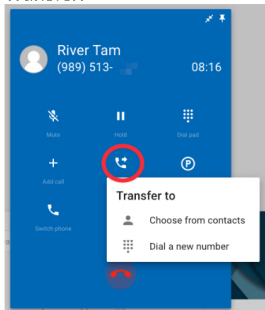 River Tam
(989) 513-
08:16
Mute
Hold
Dial pad
Add call
P
Switch phone
Transfer to
Choose from contacts
Dial a new number